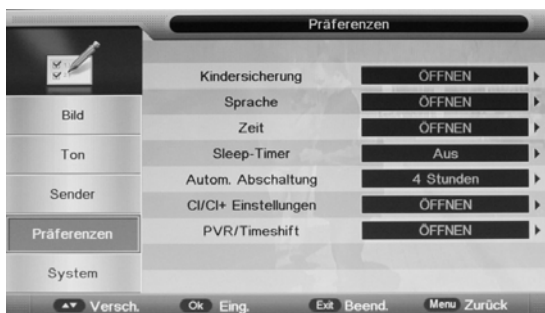 Präferenzen
Kindersicherung ÖFFNEN
Sprache ÖFFNEN
Zeit ÖFFNEN
Sleep-Timer Aus
Autom. Abschaltung 4 Stunden
CI/CI+ Einstellungen ÖFFNEN
PVR/Timeshift ÖFFNEN
Bild
Ton
Sender
Präferenzen
System
Versch. Ok Eing. Exit Beend. Menu Zurück